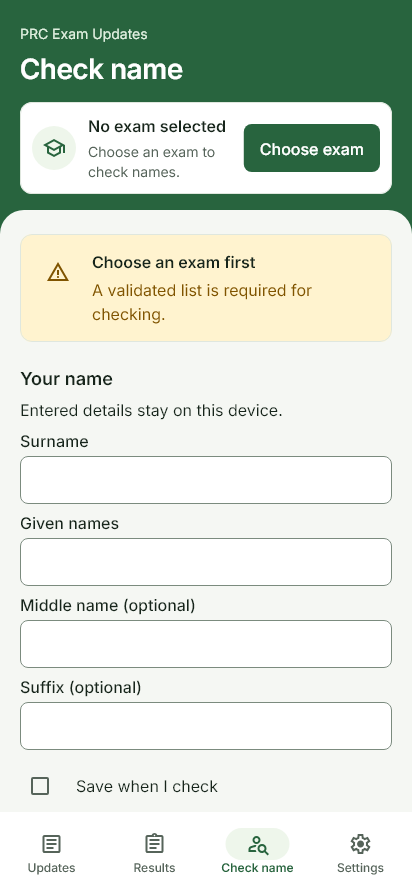 PRC Exam Updates
Check name
No exam selected
Choose an exam to
check names.
Choose exam
Choose an exam first
A validated list is required for
checking.
Your name
Entered details stay on this device.
Surname
Given names
Middle name (optional)
Suffix (optional)
Save when I check
Updates
Results
Check name
Settings